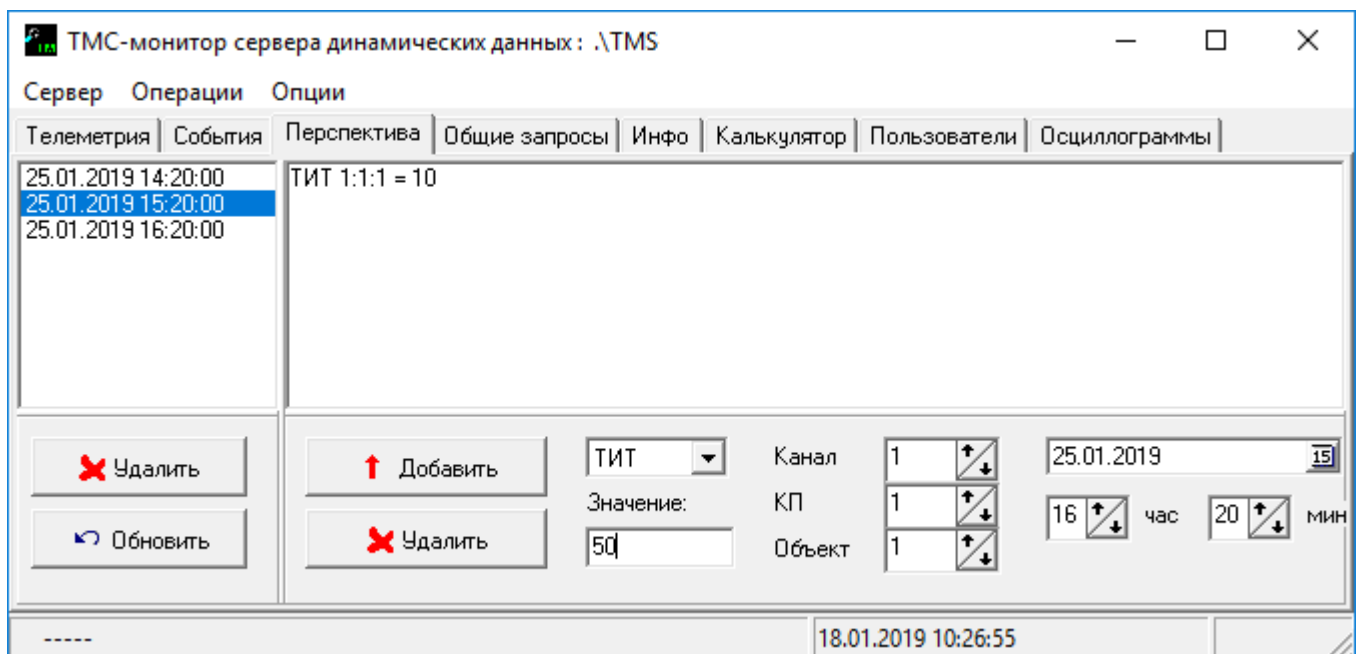 ТМС-монитор сервера динамических данных : .\TMS
Сервер Операции Опции
Телеметрия События Перспектива Общие запросы Инфо Калькулятор Пользователи Осциллограммы
25.01.2019 14:20:00
25.01.2019 15:20:00
25.01.2019 16:20:00
ТИТ 1:1:1 = 10
Удалить
Обновить
Добавить
Удалить
ТИТ
Значение:
50
Канал 1
КП 1
Объект 1
25.01.2019 15
16 час 20 мин
-----
18.01.2019 10:26:55